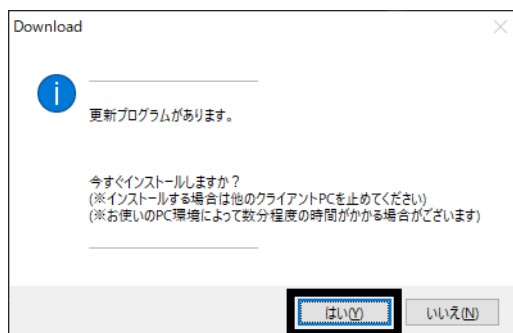 Download
更新プログラムがあります。
今すぐインストールしますか？
(※インストールする場合は他のクライアントPCを止めてください)
(※お使いのPC環境によって数分程度の時間がかかる場合がございます)
はい(Y)
いいえ(N)